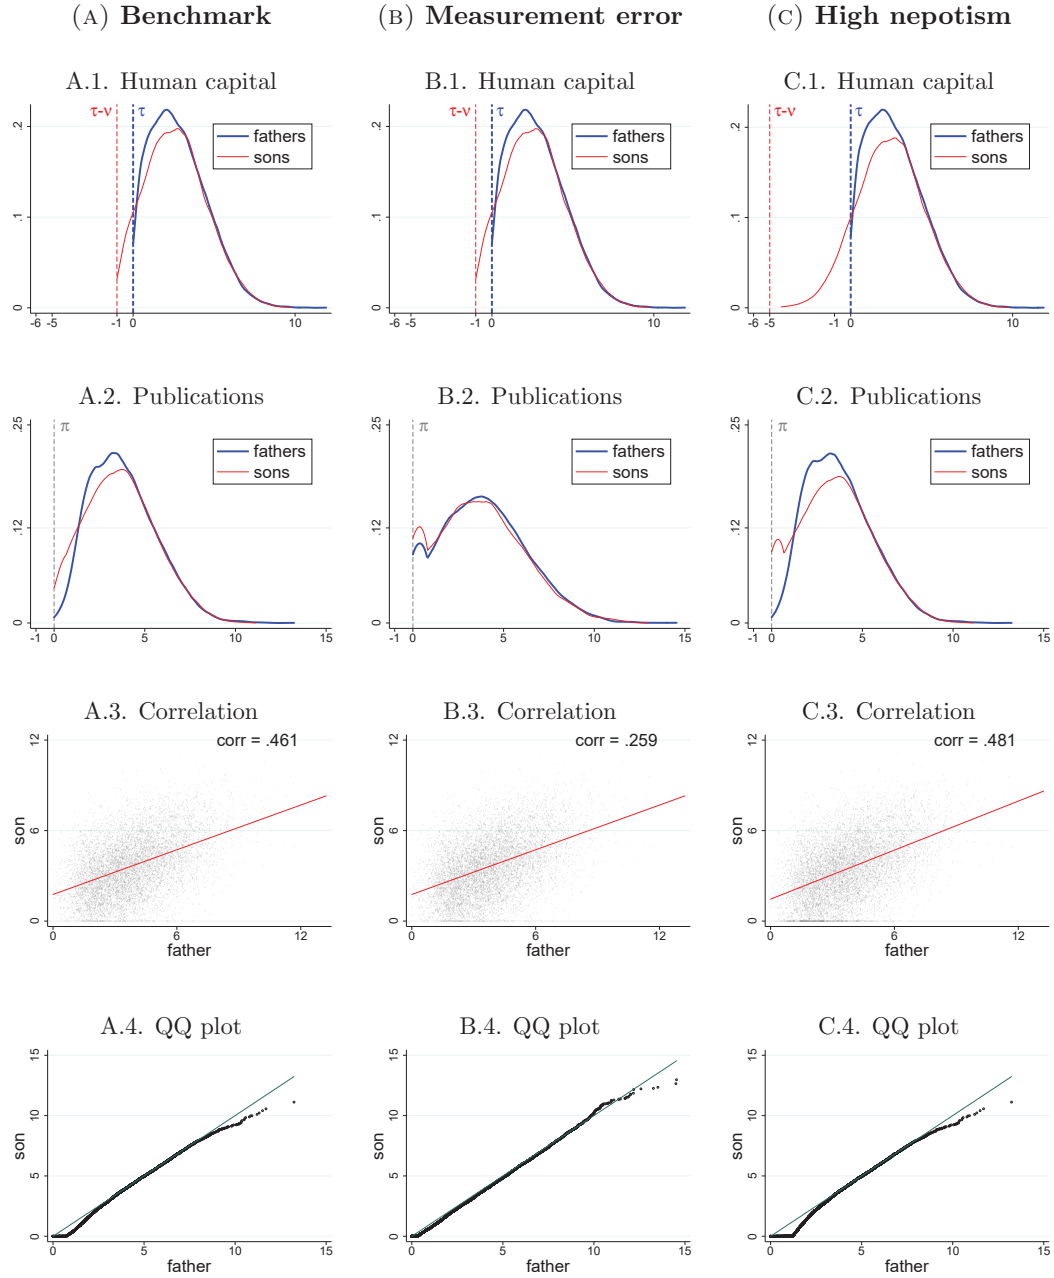 (A) Benchmark
(B) Measurement error
(C) High nepotism
A.1. Human capital
B.1. Human capital
C.1. Human capital
τ-ν
τ
fathers
sons
.2
.1
0
-6 -5 -1 0 10
τ-ν
τ
fathers
sons
.2
.1
0
-6 -5 -1 0 10
τ-ν
τ
fathers
sons
.2
.1
0
-6 -5 -1 0 10
A.2. Publications
B.2. Publications
C.2. Publications
.25
π
fathers
sons
.12
0
-1 0 5 10 15
.25
π
fathers
sons
.12
0
-1 0 5 10 15
.25
π
fathers
sons
.12
0
-1 0 5 10 15
A.3. Correlation
B.3. Correlation
C.3. Correlation
12
corr = .461
6
son
0
0 6 12
father
12
corr = .259
6
son
0
0 6 12
father
12
corr = .481
6
son
0
0 6 12
father
A.4. QQ plot
B.4. QQ plot
C.4. QQ plot
15
10
son
5
0
0 5 10 15
father
15
10
son
5
0
0 5 10 15
father
15
10
son
5
0
0 5 10 15
father